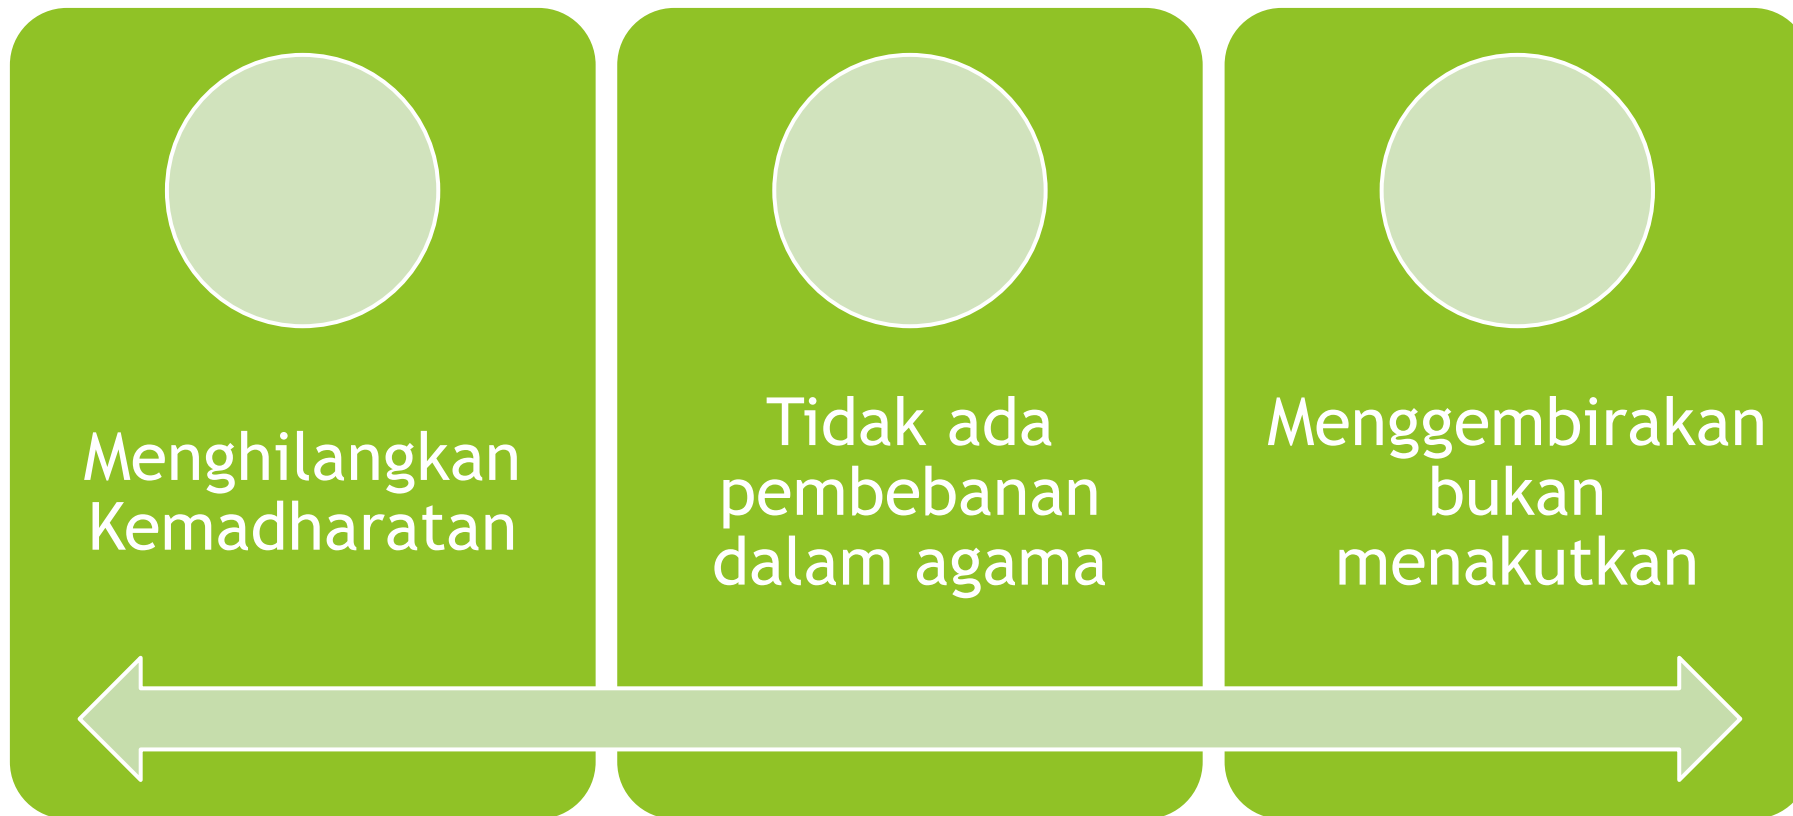 Menghilangkan
Kemadharatan
Tidak ada
pembebanan
dalam agama
Menggembirakan
bukan
menakutkan